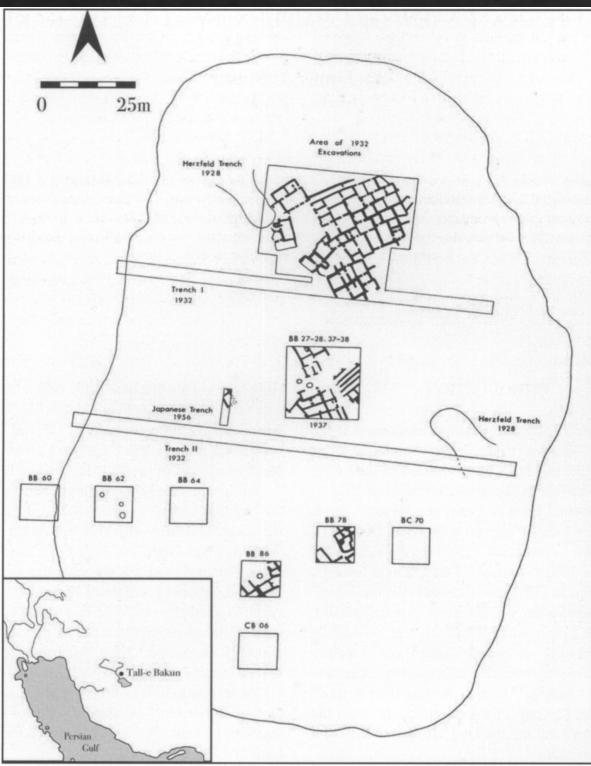 0 25m
Area of 1932
Excavations
Herzfeld Trench
1928
Trench I
1932
BB 27-28. 37-38
1937
Japanese Trench
1956
Herzfeld Trench
1928
Trench II
1932
BB 60
BB 62
BB 64
BB 78
BC 70
BB 86
CB 06
Tall-e Bakun
Persian
Gulf